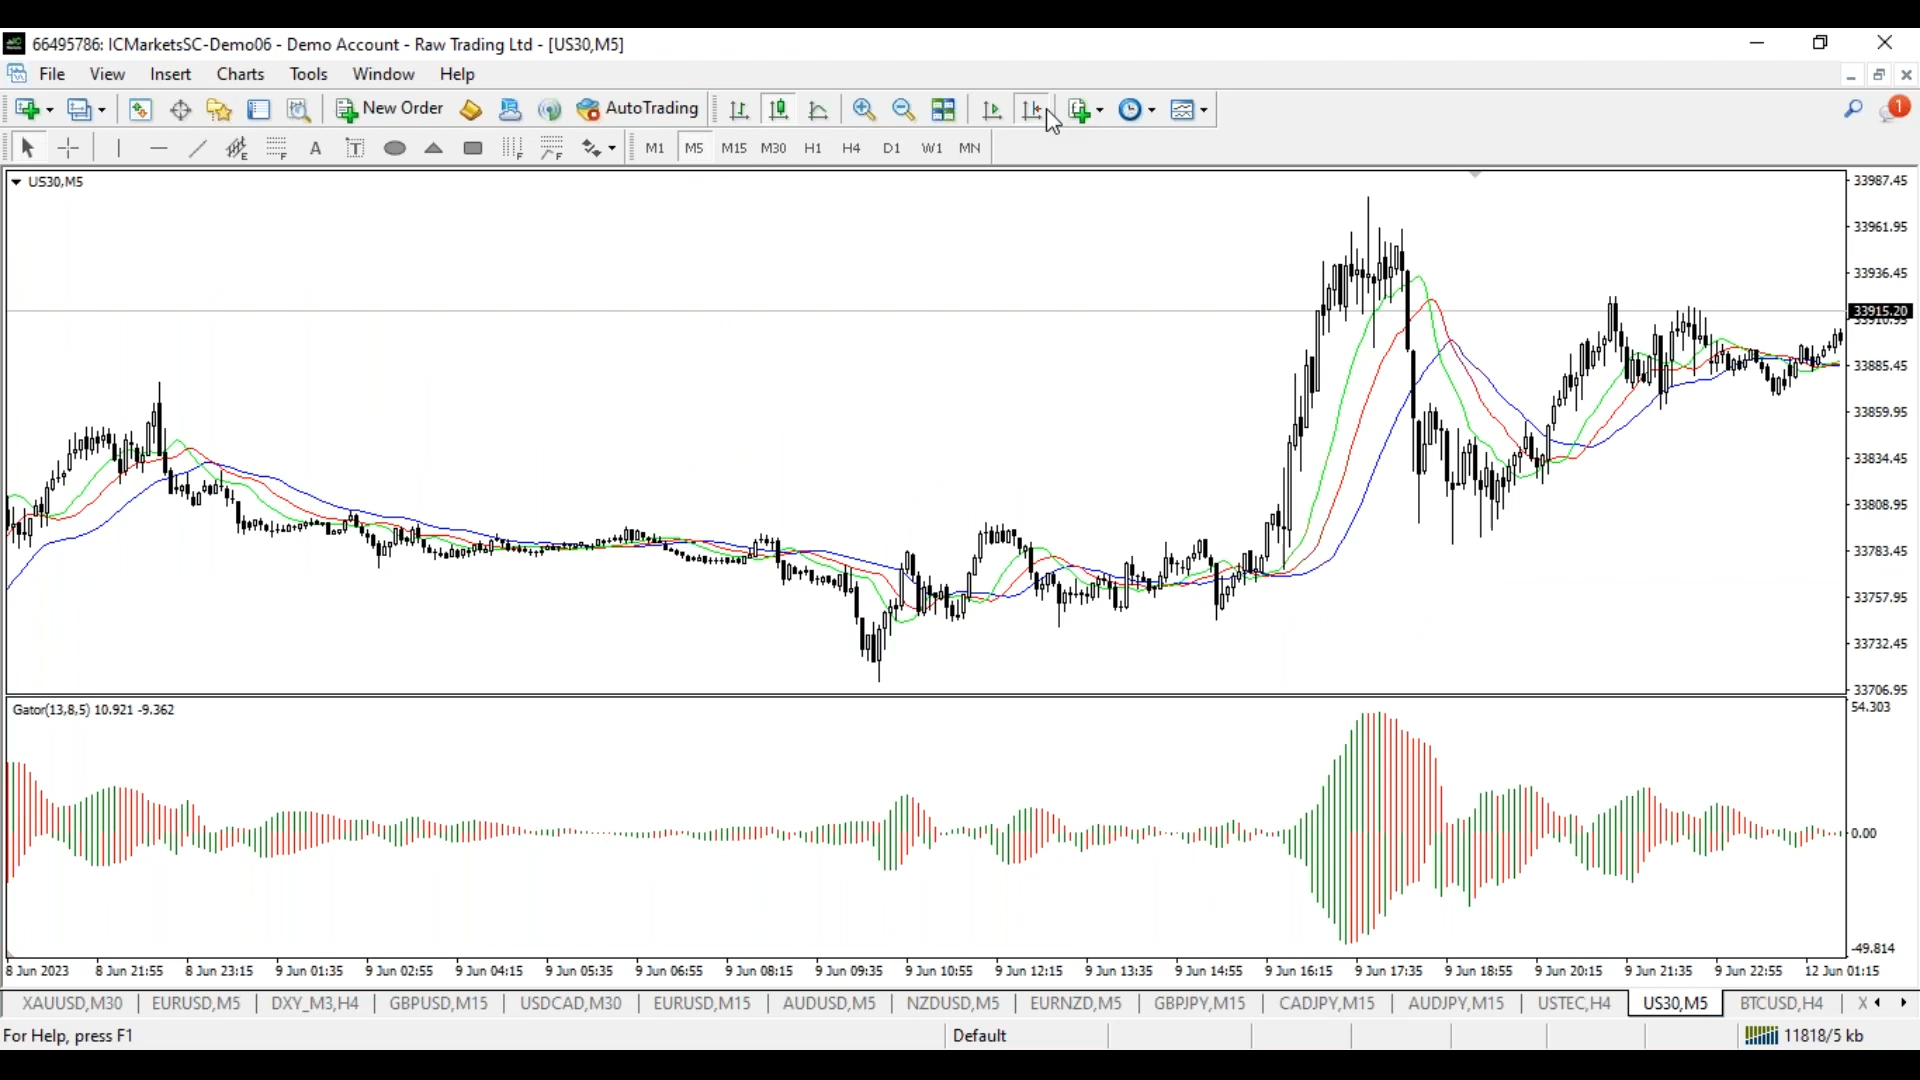 66495786: ICMarketsSC-Demo06 - Demo Account - Raw Trading Ltd - [US30,M5]
File View Insert Charts Tools Window Help
New Order AutoTrading 1
E F A T F F M1 M5 M15 M30 H1 H4 D1 W1 MN
US30,M5
33987.45
33961.95
33936.45
33915.20
33885.45
33859.95
33834.45
33808.95
33783.45
33757.95
33732.45
33706.95
Gator(13,8,5) 10.921 -9.362
54.303
0.00
-49.814
8 Jun 2023 8 Jun 21:55 8 Jun 23:15 9 Jun 01:35 9 Jun 02:55 9 Jun 04:15 9 Jun 05:35 9 Jun 06:55 9 Jun 08:15 9 Jun 09:35 9 Jun 10:55 9 Jun 12:15 9 Jun 13:35 9 Jun 14:55 9 Jun 16:15 9 Jun 17:35 9 Jun 18:55 9 Jun 20:15 9 Jun 21:35 9 Jun 22:55 12 Jun 01:15
XAUUSD,M30 EURUSD,M5 DXY_M3,H4 GBPUSD,M15 USDCAD,M30 EURUSD,M15 AUDUSD,M5 NZDUSD,M5 EURNZD,M5 GBPJPY,M15 CADJPY,M15 AUDJPY,M15 USTEC,H4 US30,M5 BTCUSD,H4 X
For Help, press F1 Default 11818/5 kb